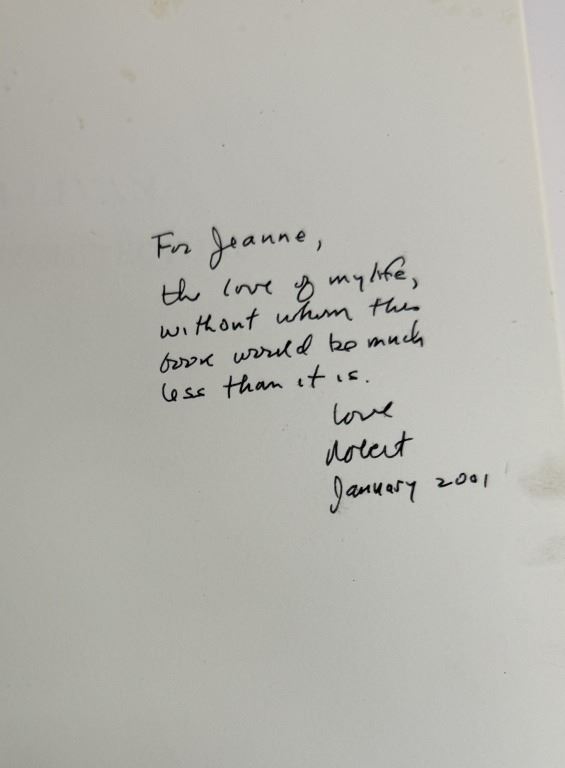 For Jeanne,
the love of my life,
without whom this
book would be much
less than it is.
love
Robert
January 2001